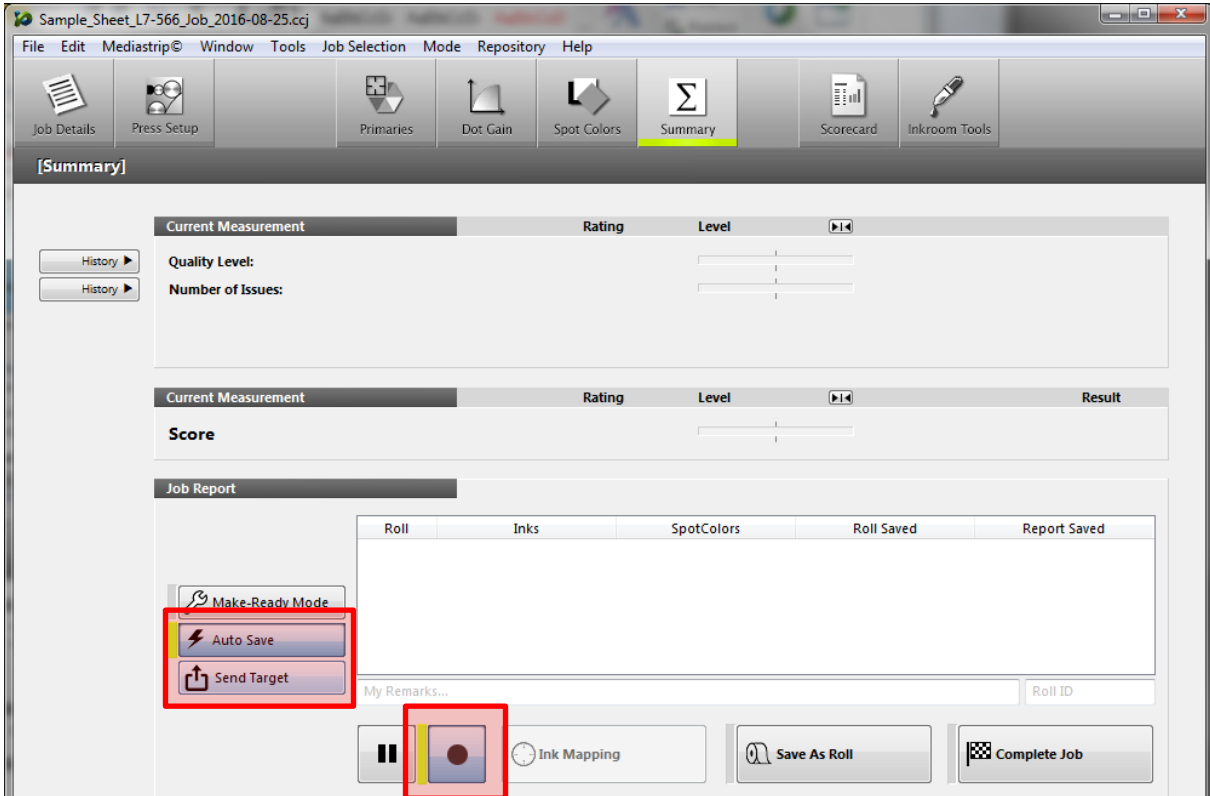 Sample_Sheet_L7-566_Job_2016-08-25.ccj
File Edit Mediastrip© Window Tools Job Selection Mode Repository Help
Job Details Press Setup Primaries Dot Gain Spot Colors Summary Scorecard Inkroom Tools
[Summary]
Current Measurement Rating Level
History Quality Level:
History Number of Issues:
Current Measurement Rating Level Result
Score
Job Report
Roll Inks SpotColors Roll Saved Report Saved
Make-Ready Mode
Auto Save
Send Target
My Remarks... Roll ID
Ink Mapping Save As Roll Complete Job